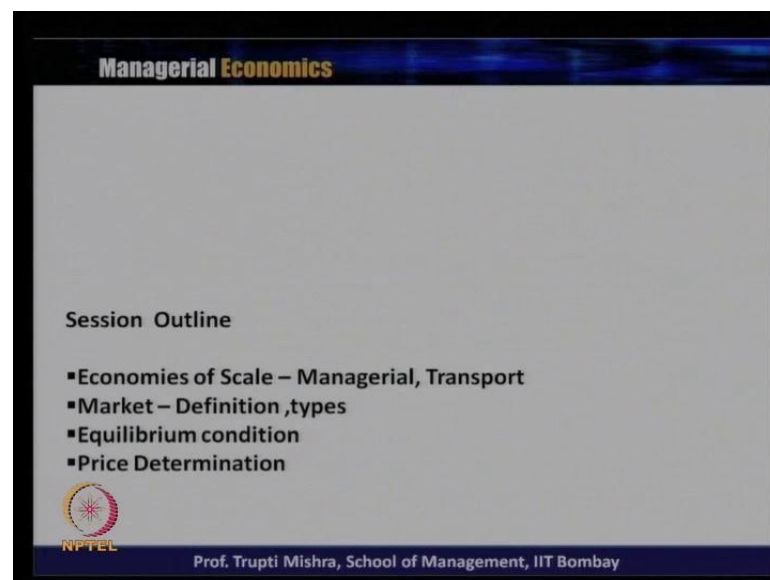 Managerial Economics
Session Outline
▪Economies of Scale – Managerial, Transport
▪Market – Definition ,types
▪Equilibrium condition
▪Price Determination
NPTEL
Prof. Trupti Mishra, School of Management, IIT Bombay